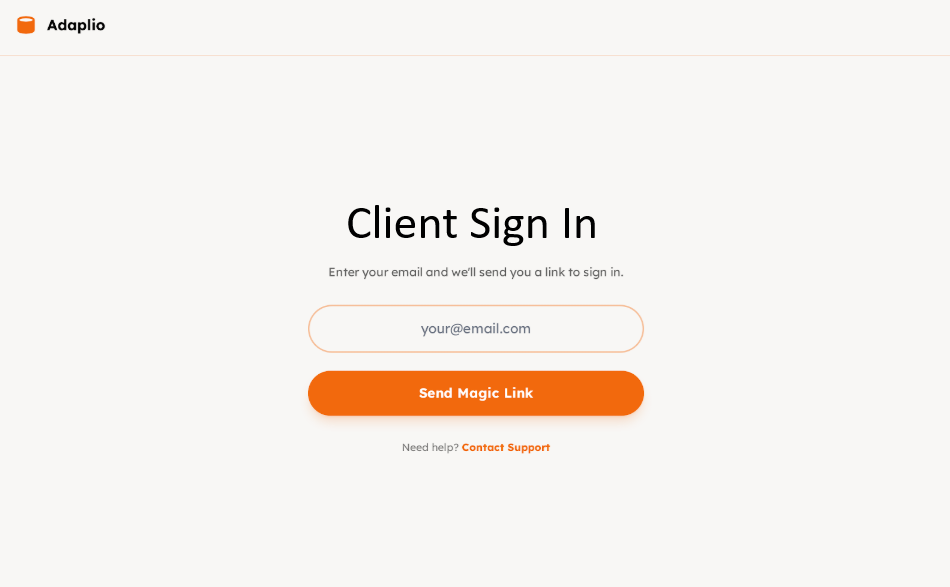 Adaplio
Client Sign In
Enter your email and we'll send you a link to sign in.
your@email.com
Send Magic Link
Need help? Contact Support